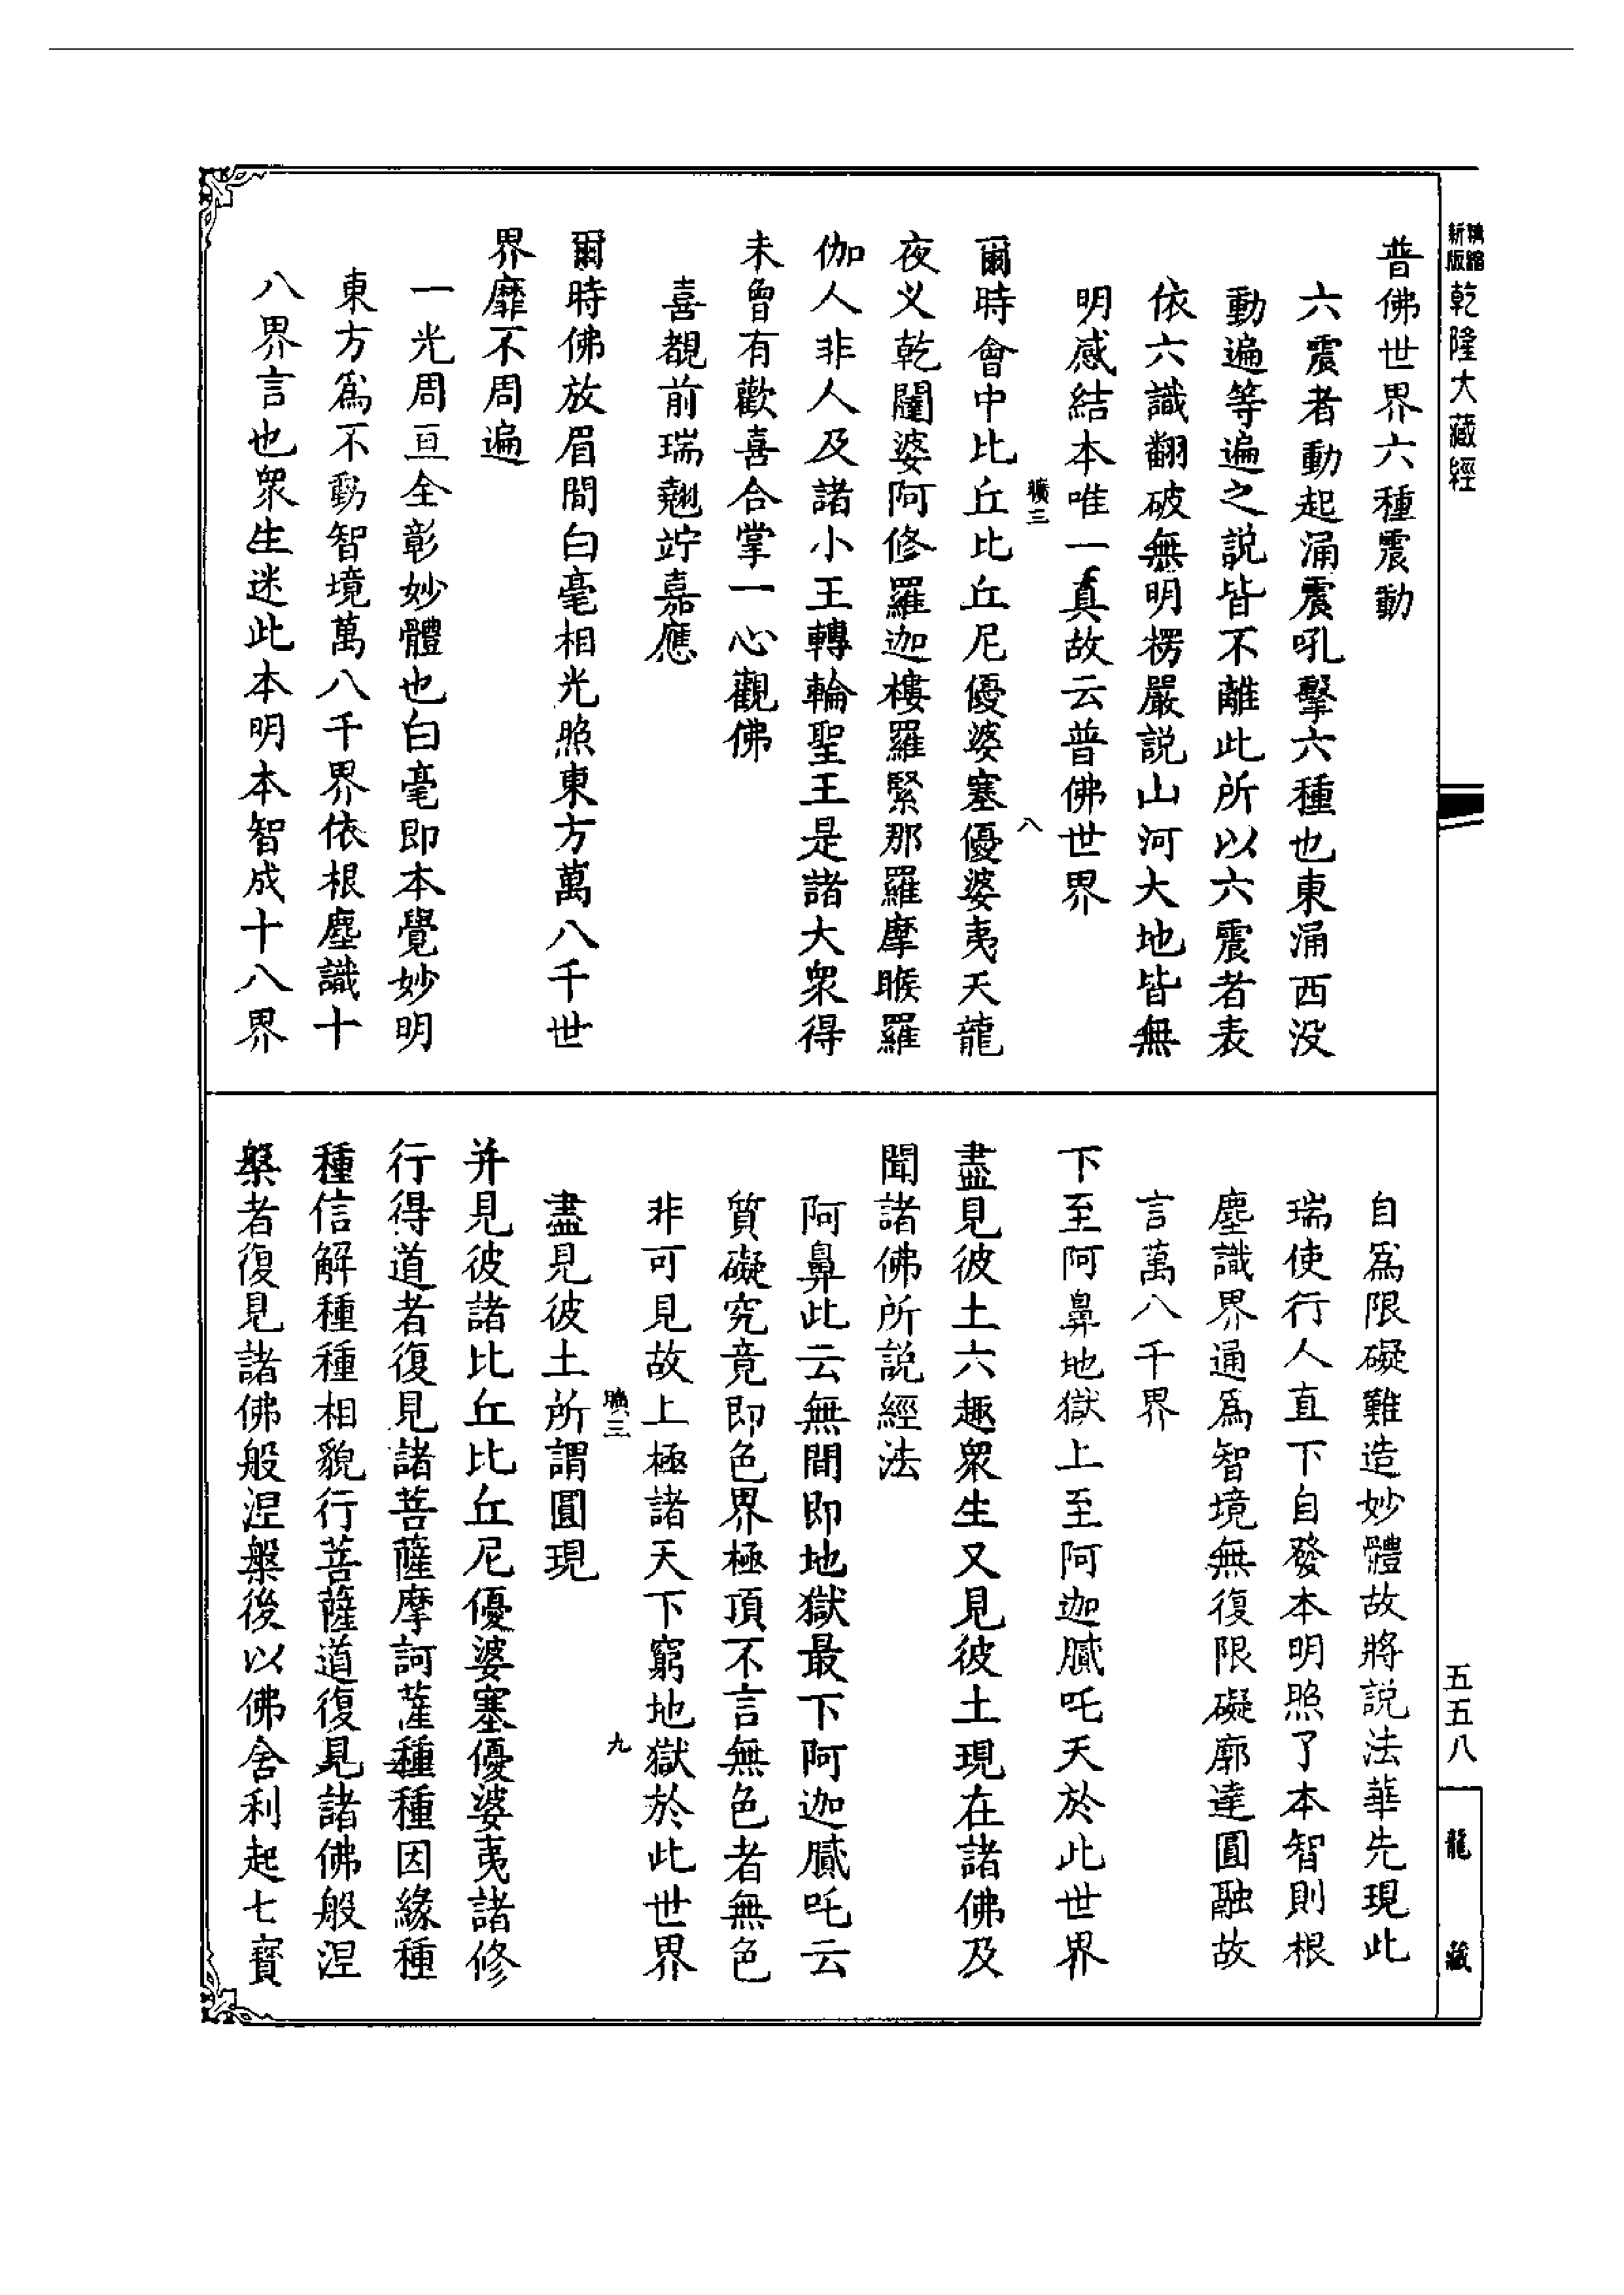 精縮
新版
乾隆大藏經
普佛世界六種震動
六震者動起涌震吼擊六種也東涌西没
動遍等遍之説皆不離此所以六震者表
依六識翻破無明楞嚴説山河大地皆無
明感結本唯一真故云普佛世界
曠三
八
爾時會中比丘比丘尼優婆塞優婆夷天龍
夜义乾闥婆阿修羅迦樓羅緊那羅摩睺羅
伽人非人及諸小王轉輪聖王是諸大衆得
未曾有歡喜合掌一心觀佛
喜覩前瑞翹竚嘉應
爾時佛放眉間白毫相光照東方萬八千世
界靡不周遍
一光周亘全彰妙體也白毫即本覺妙明
東方爲不動智境萬八千界依根塵識十
八界言也衆生迷此本明本智成十八界
自爲限礙難造妙體故將説法華先現此
瑞使行人直下自發本明照了本智則根
塵識界通爲智境無復限礙廓達圓融故
言萬八千界
下至阿鼻地獄上至阿迦膩吒天於此世界
盡見彼土六趣衆生又見彼土現在諸佛及
聞諸佛所説經法
阿鼻此云無間即地獄最下阿迦膩吒云
質礙究竟即色界極頂不言無色者無色
非可見故上極諸天下窮地獄於此世界
曠三
九
盡見彼土所謂圓現
并見彼諸比丘比丘尼優婆塞優婆夷諸修
行得道者復見諸菩薩摩訶薩種種因緣種
種信解種種相貌行菩薩道復見諸佛般涅
槃者復見諸佛般涅槃後以佛舍利起七寶
五五八
龍藏